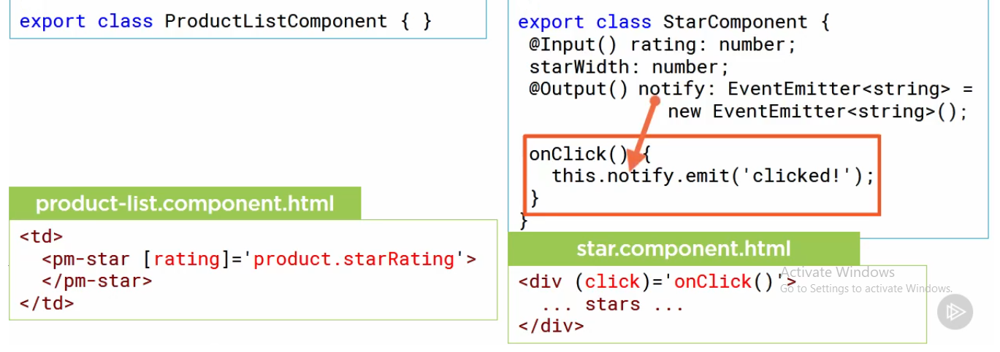 export class ProductListComponent { }
product-list.component.html
<td>
<pm-star [rating]='product.starRating'>
</pm-star>
</td>
export class StarComponent {
@Input() rating: number;
starWidth: number;
@Output() notify: EventEmitter<string> =
new EventEmitter<string>();
onClick() {
this.notify.emit('clicked!');
}
}
star.component.html
<div (click)='onClick()'>
... stars ...
</div>
Activate Windows
Go to Settings to activate Windows.